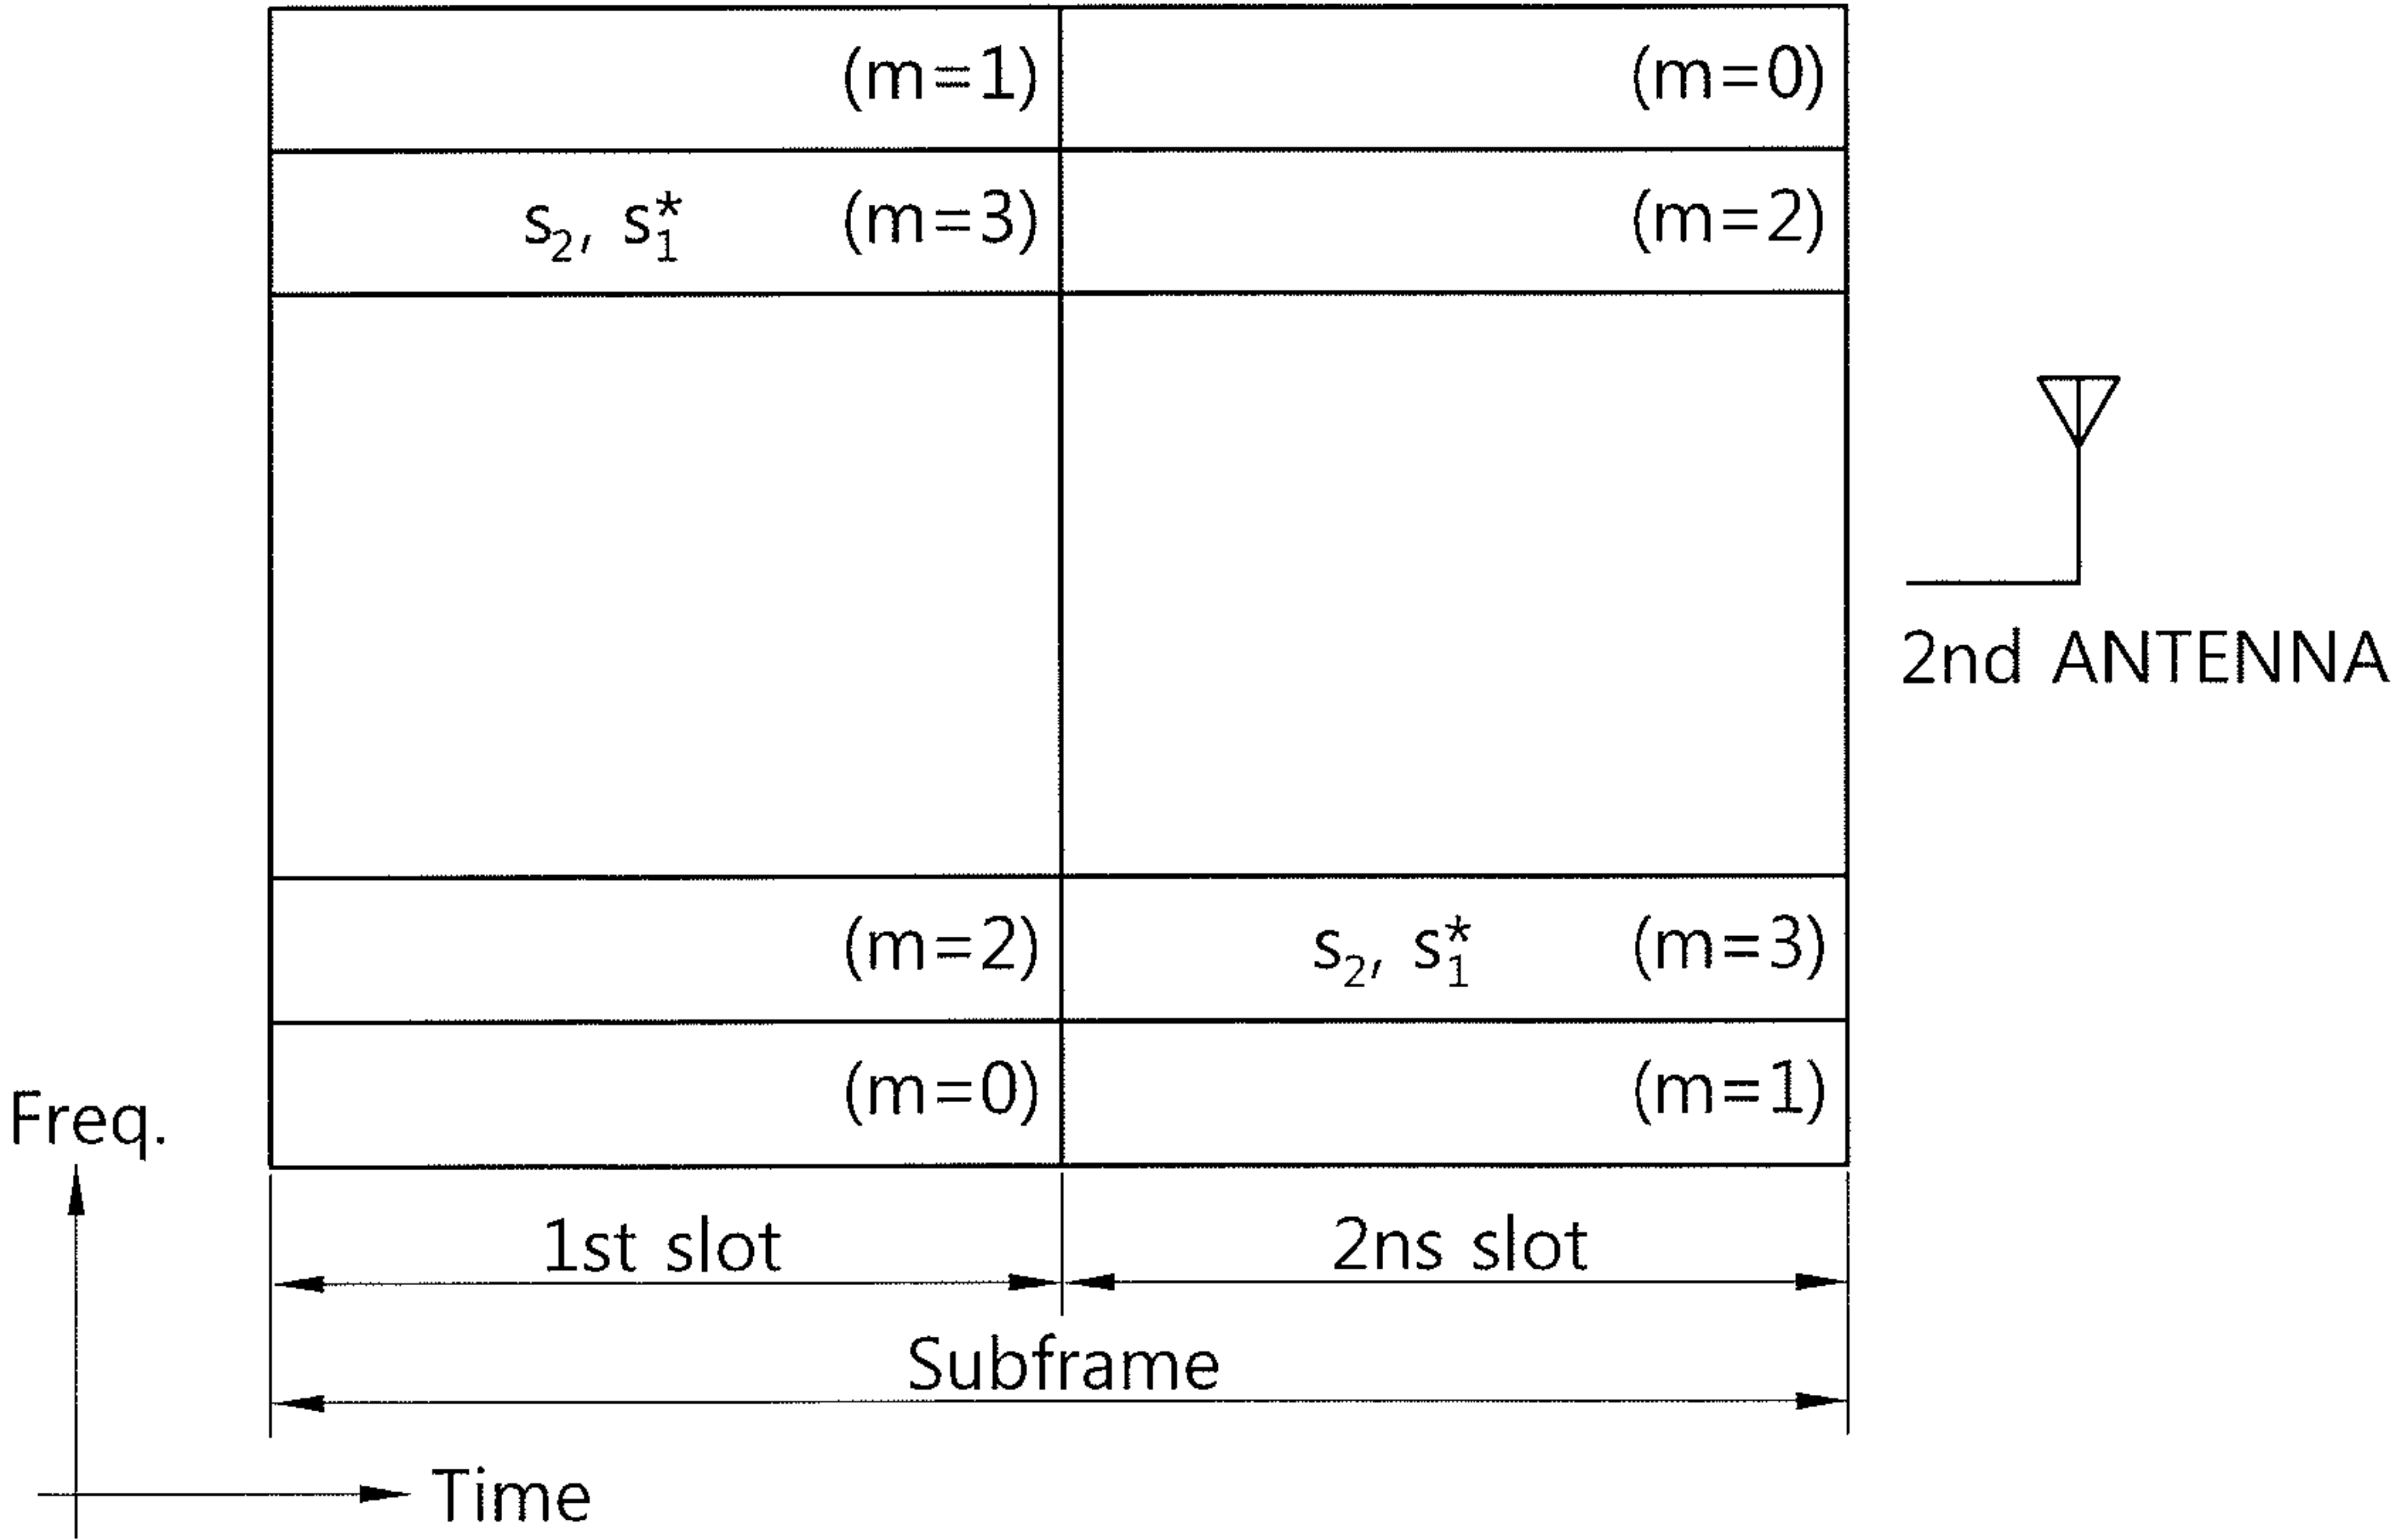 (m=1) (m=0)
s₂, s₁* (m=3) (m=2)
2nd ANTENNA
(m=2) s₂, s₁* (m=3)
(m=0) (m=1)
Freq.
1st slot 2ns slot
Subframe
Time